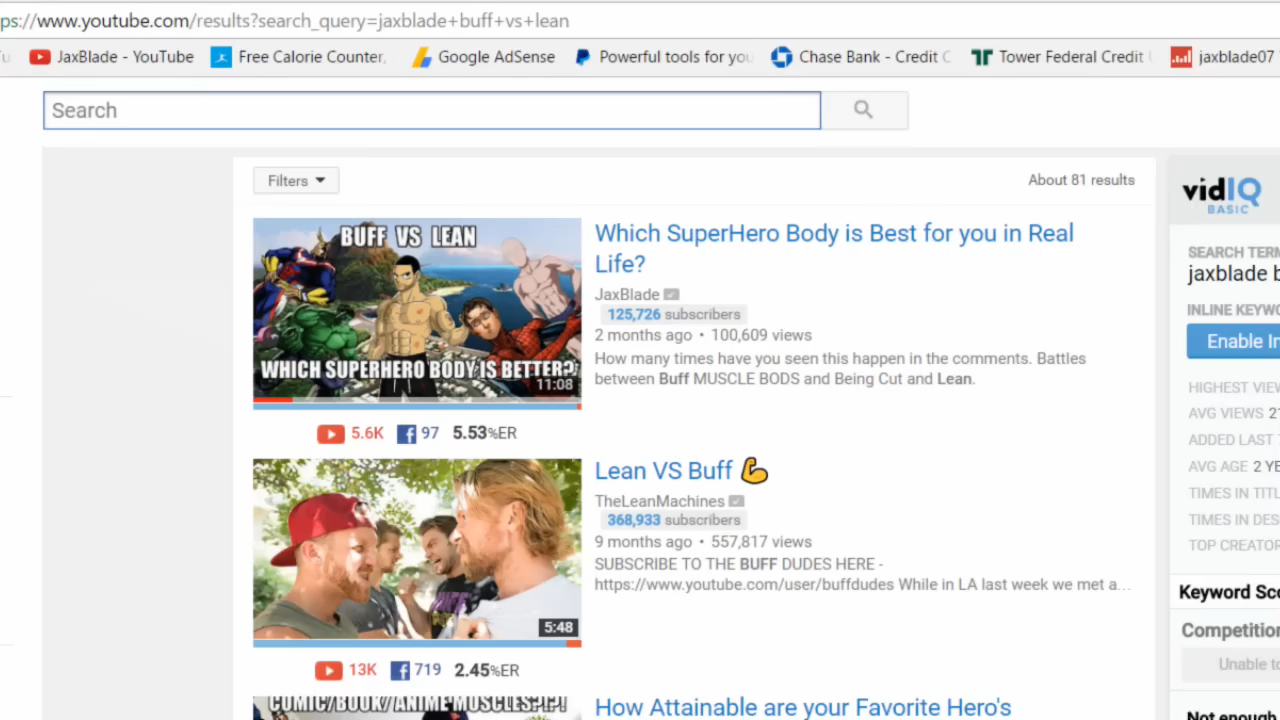 ps://www.youtube.com/results?search_query=jaxblade+buff+vs+lean
JaxBlade - YouTube Free Calorie Counter, Google AdSense Powerful tools for you Chase Bank - Credit C Tower Federal Credit U jaxblade07
Search
Filters
About 81 results
BUFF VS LEAN
WHICH SUPERHERO BODY IS BETTER?
11:08
5.6K 97 5.53%ER
Which SuperHero Body is Best for you in Real
Life?
JaxBlade
125,726 subscribers
2 months ago • 100,609 views
How many times have you seen this happen in the comments. Battles
between Buff MUSCLE BODS and Being Cut and Lean.
5:48
13K 719 2.45%ER
Lean VS Buff 💪
TheLeanMachines
368,933 subscribers
9 months ago • 557,817 views
SUBSCRIBE TO THE BUFF DUDES HERE -
https://www.youtube.com/user/buffdudes While in LA last week we met a...
COMIC/BOOK/ANIME MUSCLES?!?!
How Attainable are your Favorite Hero's
vidIQ
BASIC
SEARCH TERM
jaxblade b
INLINE KEYWO
Enable In
HIGHEST VIEW
AVG VIEWS 21
ADDED LAST 7
AVG AGE 2 YE
TIMES IN TITL
TIMES IN DES
TOP CREATOR
Keyword Sco
Competition
Unable to
Not enough